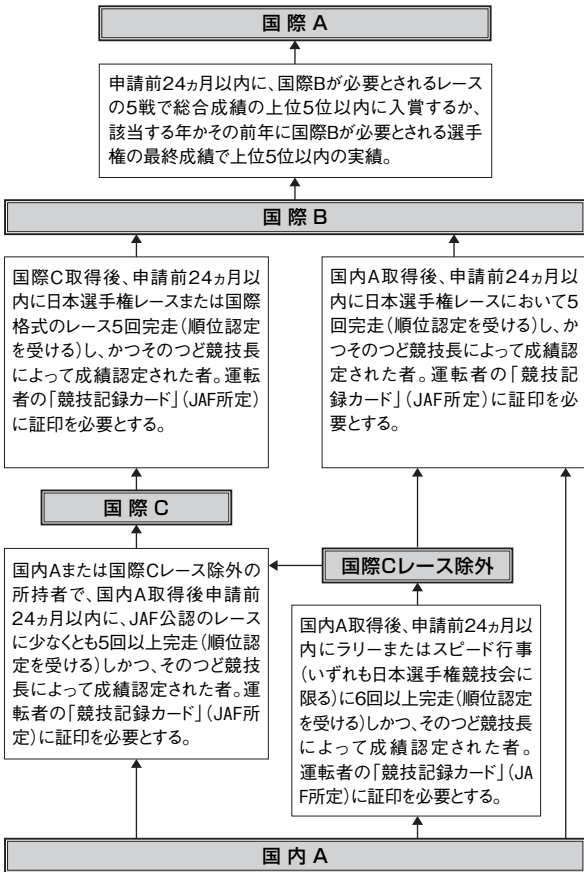 国 際 A
申請前24ヵ月以内に、国際Bが必要とされるレース
の5戦で総合成績の上位5位以内に入賞するか、
該当する年かその前年に国際Bが必要とされる選手
権の最終成績で上位5位以内の実績。
国 際 B
国際C取得後、申請前24ヵ月以
内に日本選手権レースまたは国際
格式のレース5回完走(順位認定
を受ける)し、かつそのつど競技長
によって成績認定された者。運転
者の「競技記録カード」(JAF所定)
に証印を必要とする。
国内A取得後、申請前24ヵ月以
内に日本選手権レースにおいて5
回完走(順位認定を受ける)し、か
つそのつど競技長によって成績認
定された者。運転者の「競技記
録カード」(JAF所定)に証印を必
要とする。
国 際 C
国内Aまたは国際Cレース除外の
所持者で、国内A取得後申請前
24ヵ月以内に、JAF公認のレース
に少なくとも5回以上完走(順位認
定を受ける)しかつ、そのつど競技
長によって成績認定された者。運
転者の「競技記録カード」(JAF所
定)に証印を必要とする。
国際Cレース除外
国内A取得後、申請前24ヵ月以
内にラリーまたはスピード行事
(いずれも日本選手権競技会に
限る)に6回以上完走(順位認定
を受ける)しかつ、そのつど競技長
によって成績認定された者。
運転者の「競技記録カード」(JA
F所定)に証印を必要とする。
国 内 A